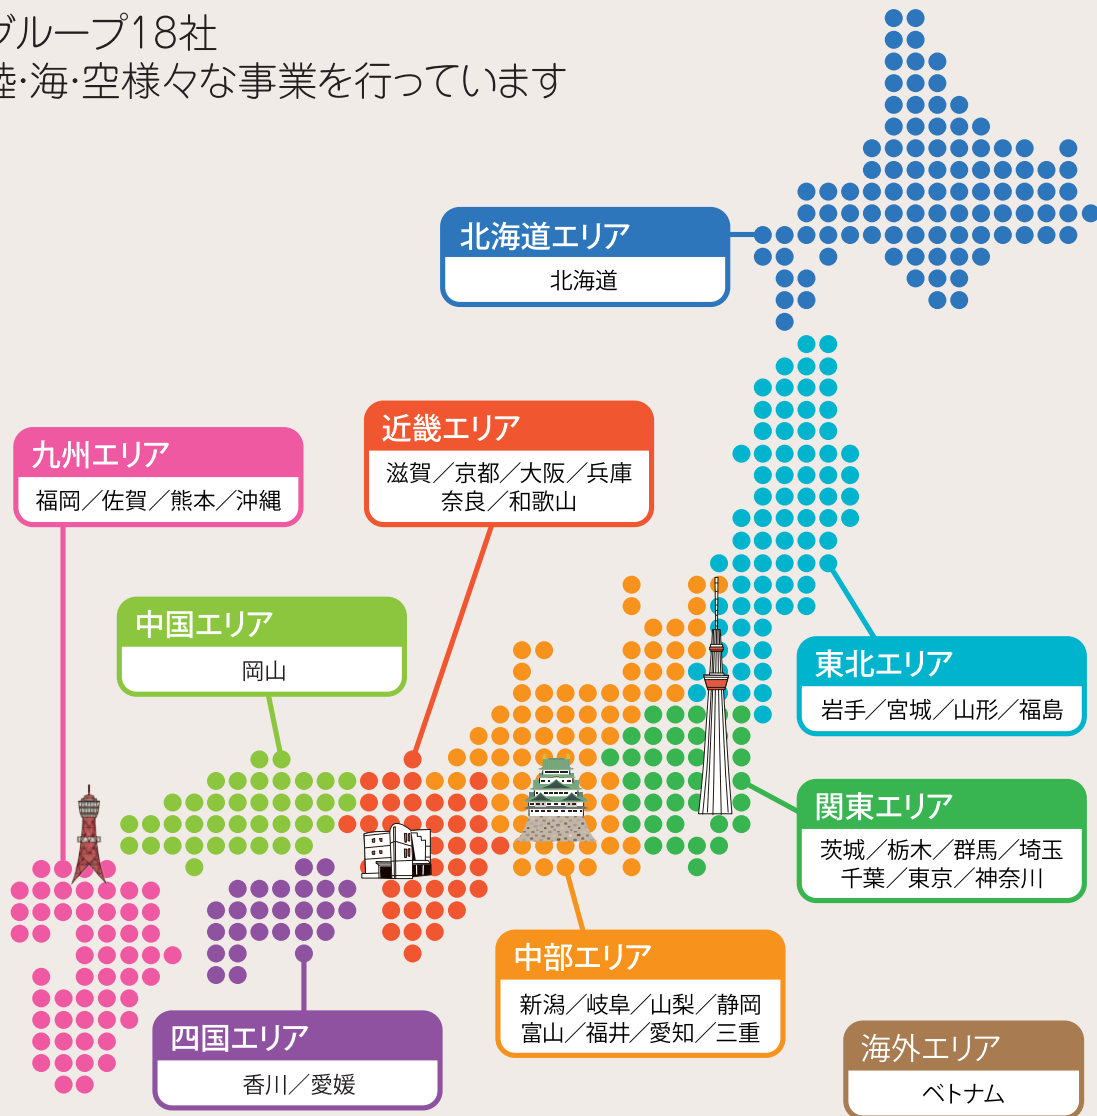 グループ18社
陸・海・空様々な事業を行っています
北海道エリア
北海道
近畿エリア
滋賀／京都／大阪／兵庫
奈良／和歌山
九州エリア
福岡／佐賀／熊本／沖縄
中国エリア
岡山
東北エリア
岩手／宮城／山形／福島
関東エリア
茨城／栃木／群馬／埼玉
千葉／東京／神奈川
中部エリア
新潟／岐阜／山梨／静岡
富山／福井／愛知／三重
四国エリア
香川／愛媛
海外エリア
ベトナム